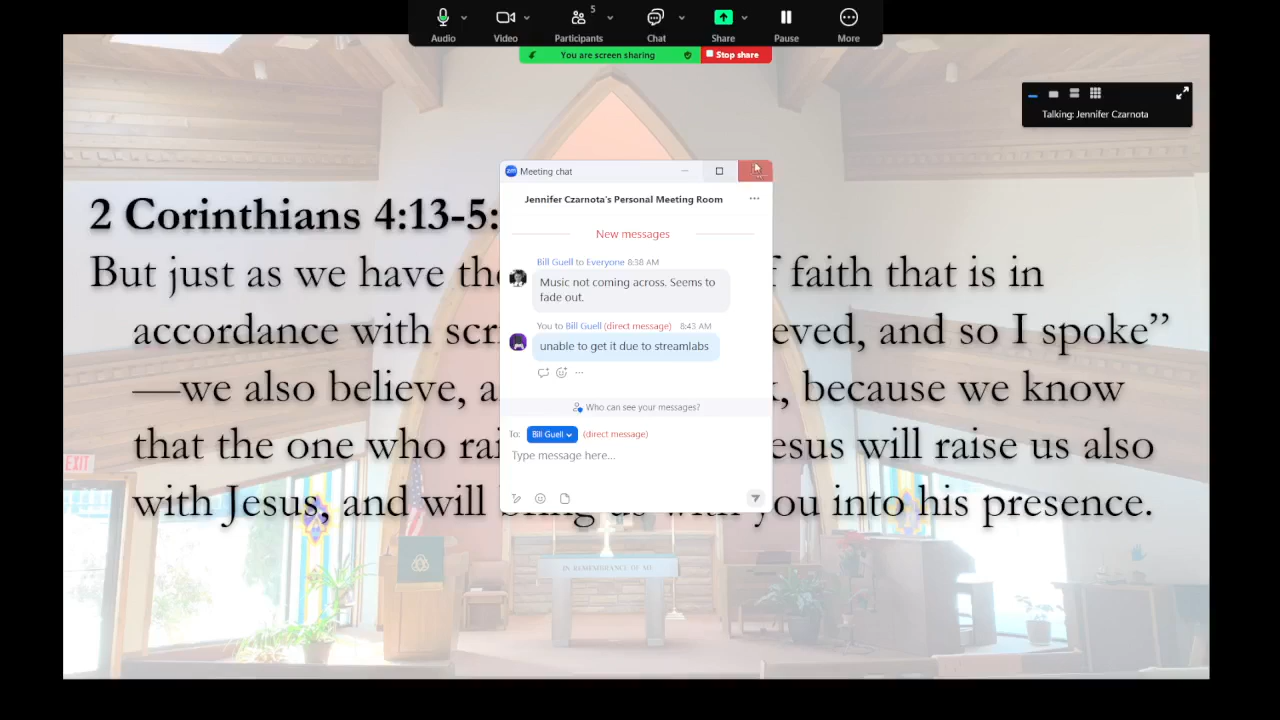 5
Audio
Video
Participants
Chat
Share
Pause
More
You are screen sharing
Stop share
Talking: Jennifer Czarnota
zm
Meeting chat
Jennifer Czarnota's Personal Meeting Room
New messages
Bill Guell to Everyone 8:38 AM
Music not coming across. Seems to
fade out.
You to Bill Guell (direct message) 8:43 AM
unable to get it due to streamlabs
Who can see your messages?
To: Bill Guell (direct message)
Type message here...
2 Corinthians 4:13-5:
But just as we have the f faith that is in
accordance with scri eved, and so I spoke”
—we also believe, a k, because we know
that the one who rai esus will raise us also
with Jesus, and will bring us with you into his presence.
EXIT
IN REMEMBRANCE OF ME